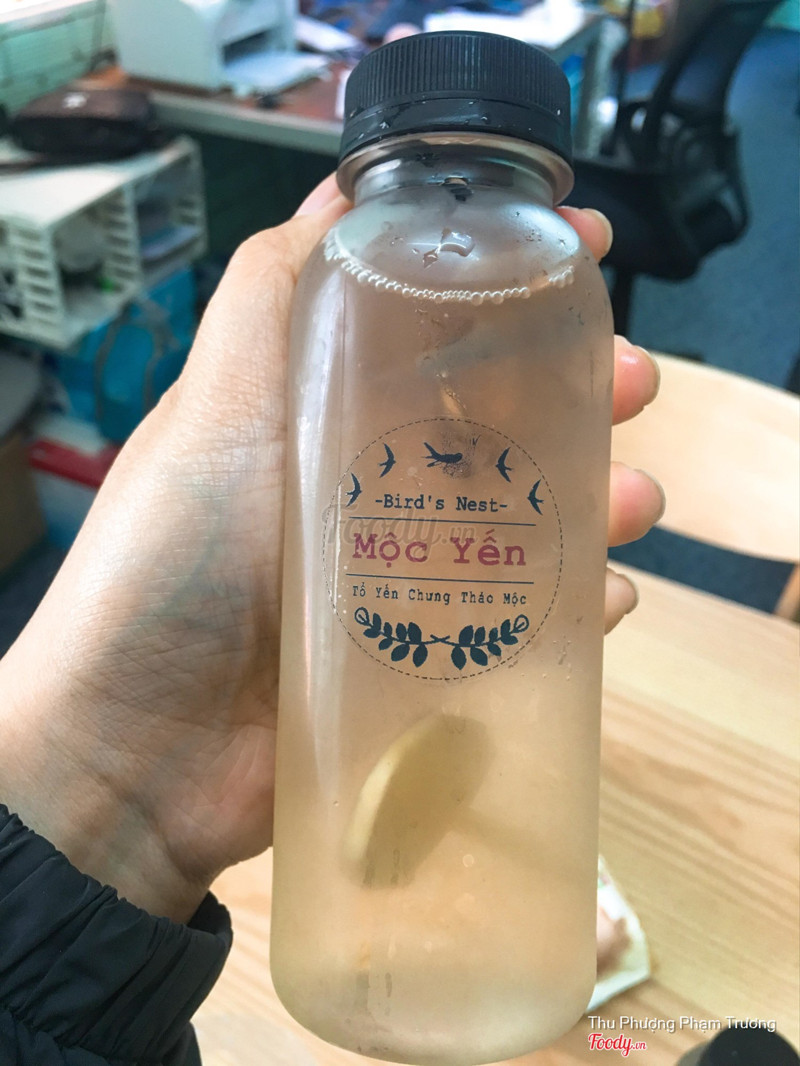 -Bird's Nest-
Foody.vn
Mộc Yến
Tổ Yến Chưng Thảo Mộc
Thu Phượng Phạm Trương
Foody.vn